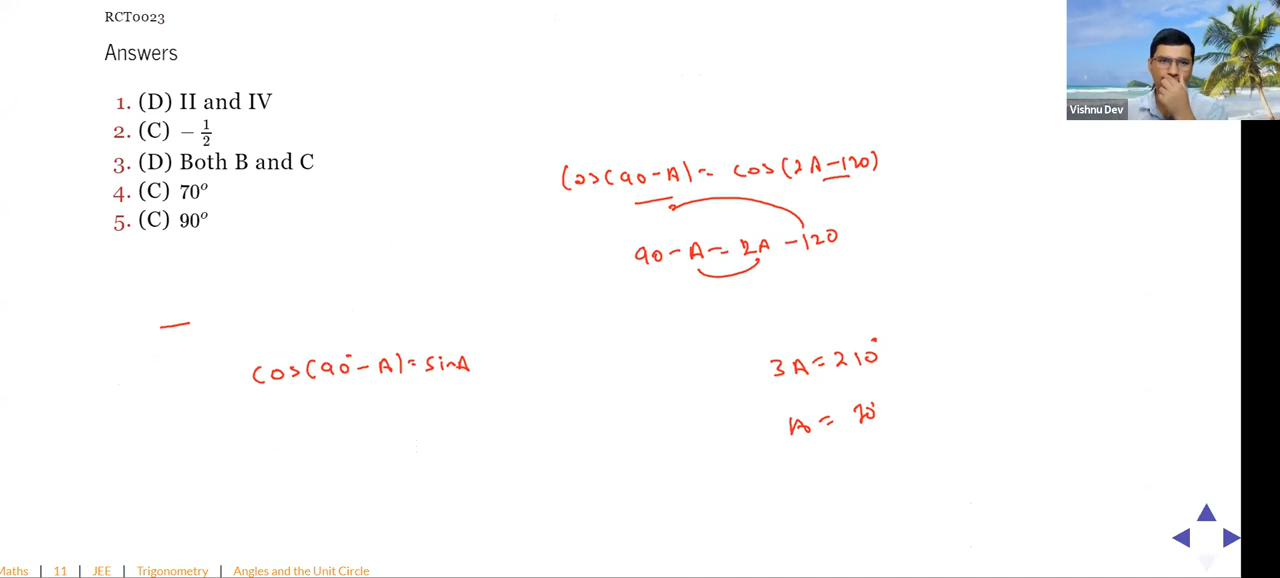 RCT0023
Answers
1. (D) II and IV
2. (C) −1/2
3. (D) Both B and C
4. (C) 70°
5. (C) 90°
Vishnu Dev
Cos(90-A) = cos(2A-120)
90-A = 2A-120
cos(90°-A) = sinA
3A = 210°
A = 70°
Maths | 11 | JEE | Trigonometry | Angles and the Unit Circle